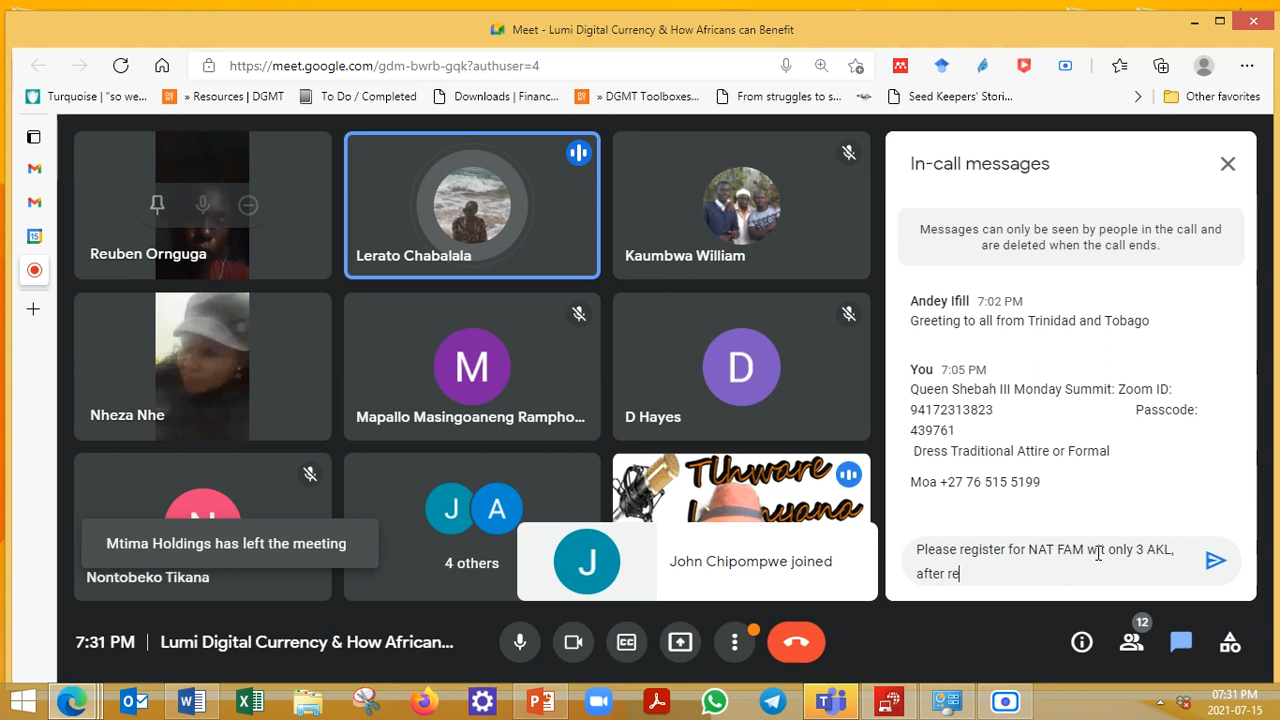 Meet - Lumi Digital Currency & How Africans can Benefit
https://meet.google.com/gdm-bwrb-gqk?authuser=4
Turquoise | "so we...
» Resources | DGMT
To Do / Completed
Downloads | Financ...
» DGMT Toolboxes...
From struggles to s...
Seed Keepers' Stori...
Other favorites
Reuben Ornguga
Lerato Chabalala
Kaumbwa William
Nheza Nhe
M
Mapallo Masingoaneng Rampho...
D
D Hayes
Mtima Holdings has left the meeting
Nontobeko Tikana
J
A
4 others
Tlhware
J
John Chipompwe joined
In-call messages
Messages can only be seen by people in the call and
are deleted when the call ends.
Andey Ifill 7:02 PM
Greeting to all from Trinidad and Tobago
You 7:05 PM
Queen Shebah III Monday Summit: Zoom ID:
94172313823 Passcode:
439761
Dress Traditional Attire or Formal
Moa +27 76 515 5199
Please register for NAT FAM wit only 3 AKL,
after re
7:31 PM | Lumi Digital Currency & How African...
12
07:31 PM
2021-07-15